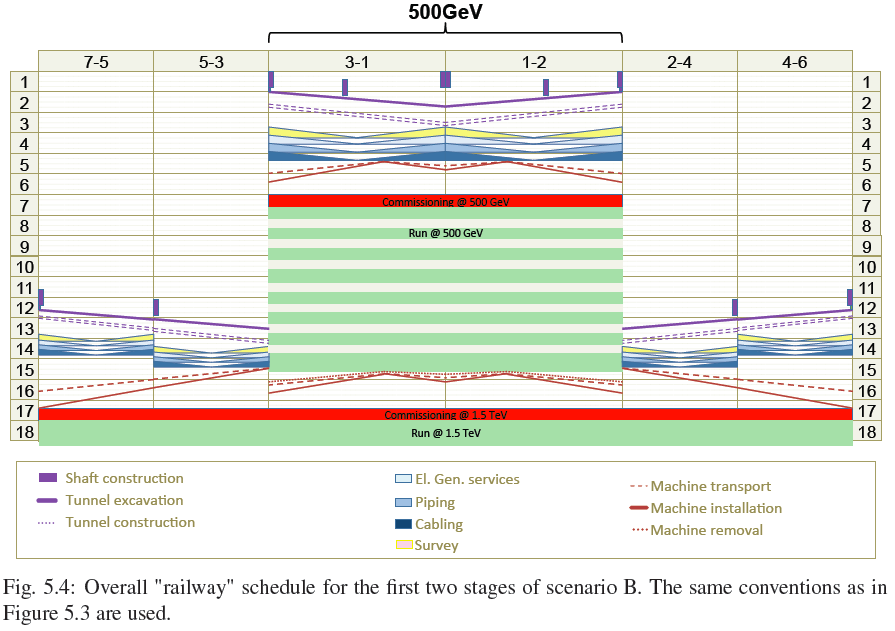 500GeV
7-5 5-3 3-1 1-2 2-4 4-6
1 1
2 2
3 3
4 4
5 5
6 6
7 Commissioning @ 500 GeV 7
8 Run @ 500 GeV 8
9 9
10 10
11 11
12 12
13 13
14 14
15 15
16 16
17 Commissioning @ 1.5 TeV 17
18 Run @ 1.5 TeV 18
Shaft construction
Tunnel excavation
Tunnel construction
El. Gen. services
Piping
Cabling
Survey
Machine transport
Machine installation
Machine removal
Fig. 5.4: Overall "railway" schedule for the first two stages of scenario B. The same conventions as in
Figure 5.3 are used.